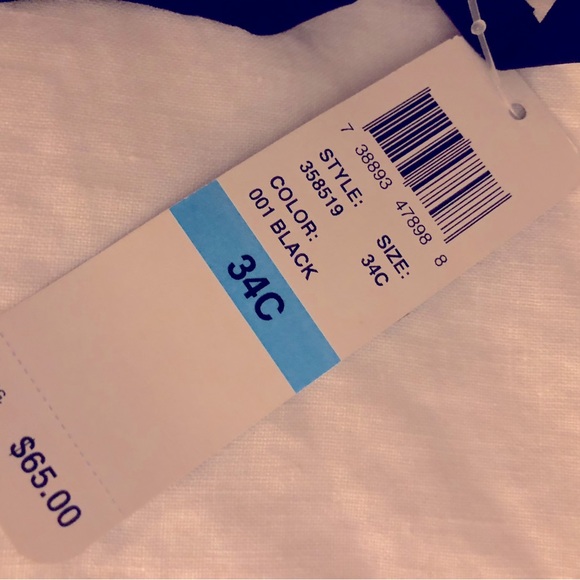 7 38893 47898 8
STYLE:
358519
SIZE:
34C
COLOR:
001 BLACK
34C
$65.00